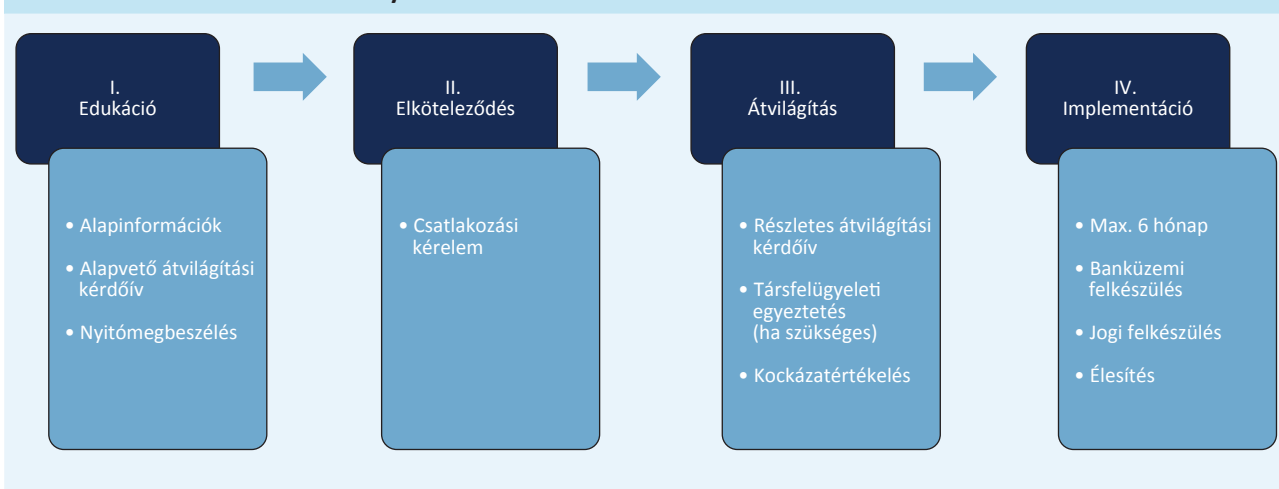 I.
Edukáció
• Alapinformációk
• Alapvető átvilágítási
kérdőív
• Nyitómegbeszélés
II.
Elköteleződés
• Csatlakozási
kérelem
III.
Átvilágítás
• Részletes átvilágítási
kérdőív
• Társfelügyeleti
egyeztetés
(ha szükséges)
• Kockázatértékelés
IV.
Implementáció
• Max. 6 hónap
• Banküzemi
felkészülés
• Jogi felkészülés
• Élesítés